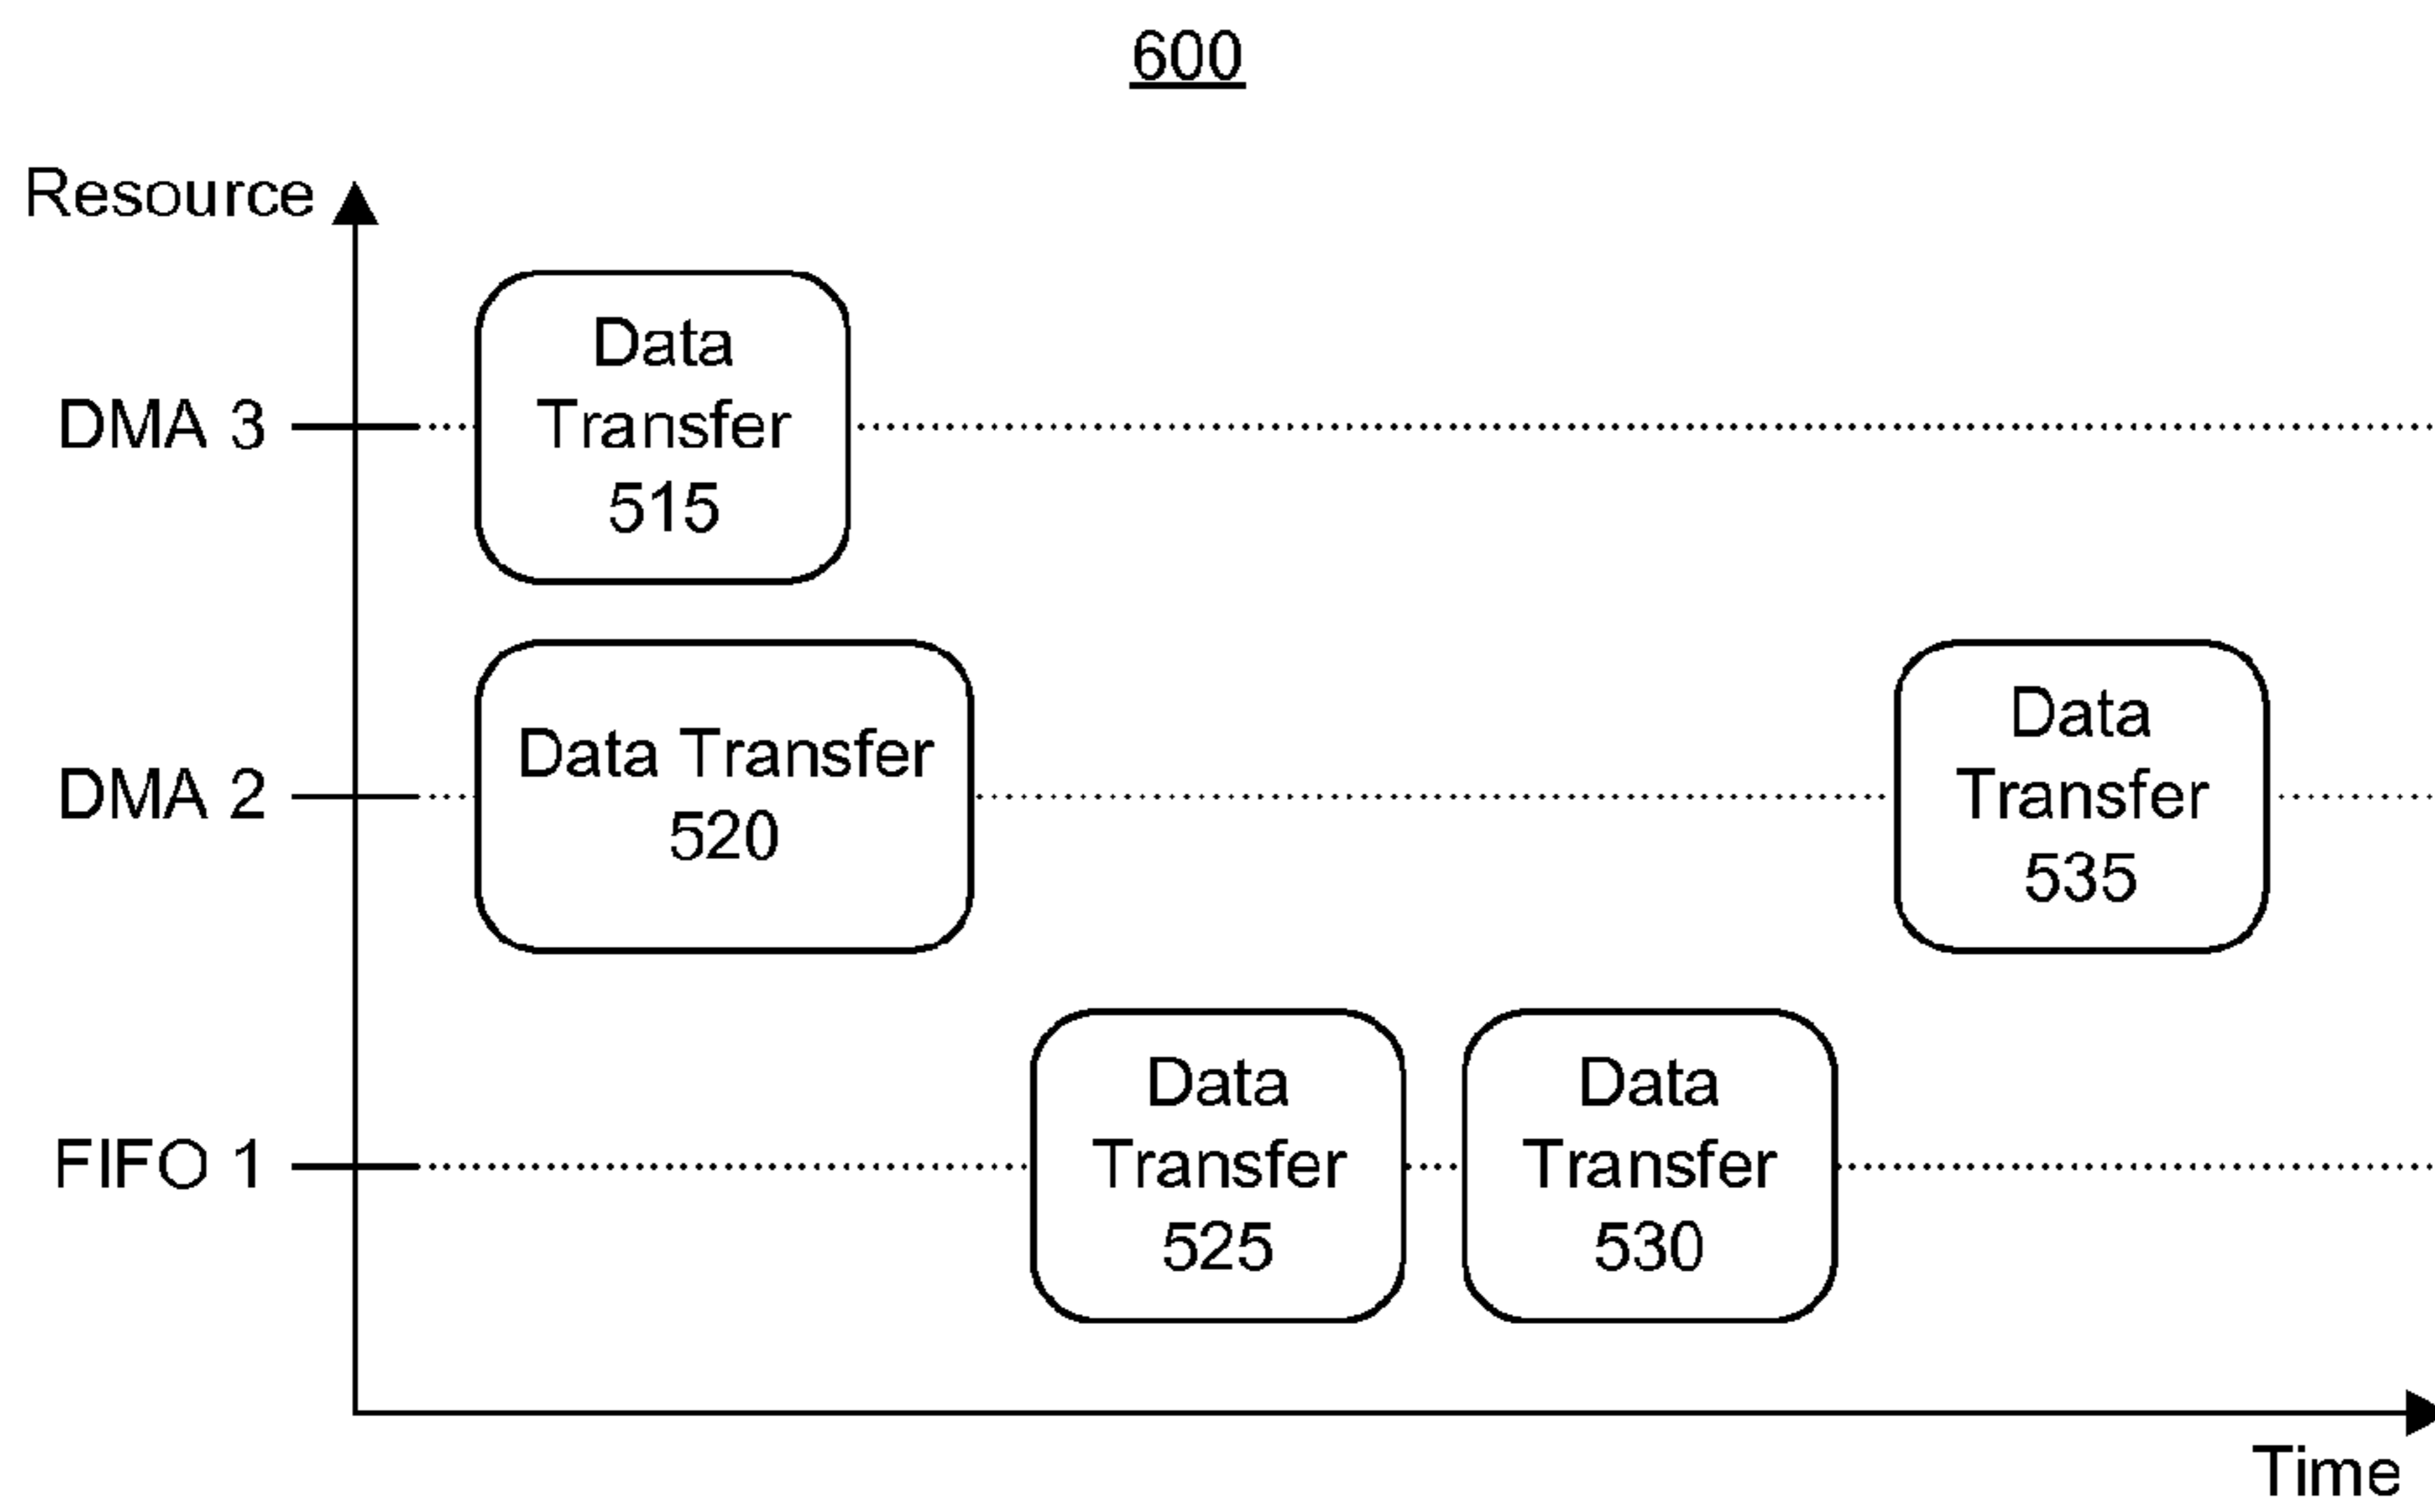 600
Resource
DMA 3
Data
Transfer
515
DMA 2
Data Transfer
520
Data
Transfer
535
FIFO 1
Data
Transfer
525
Data
Transfer
530
Time